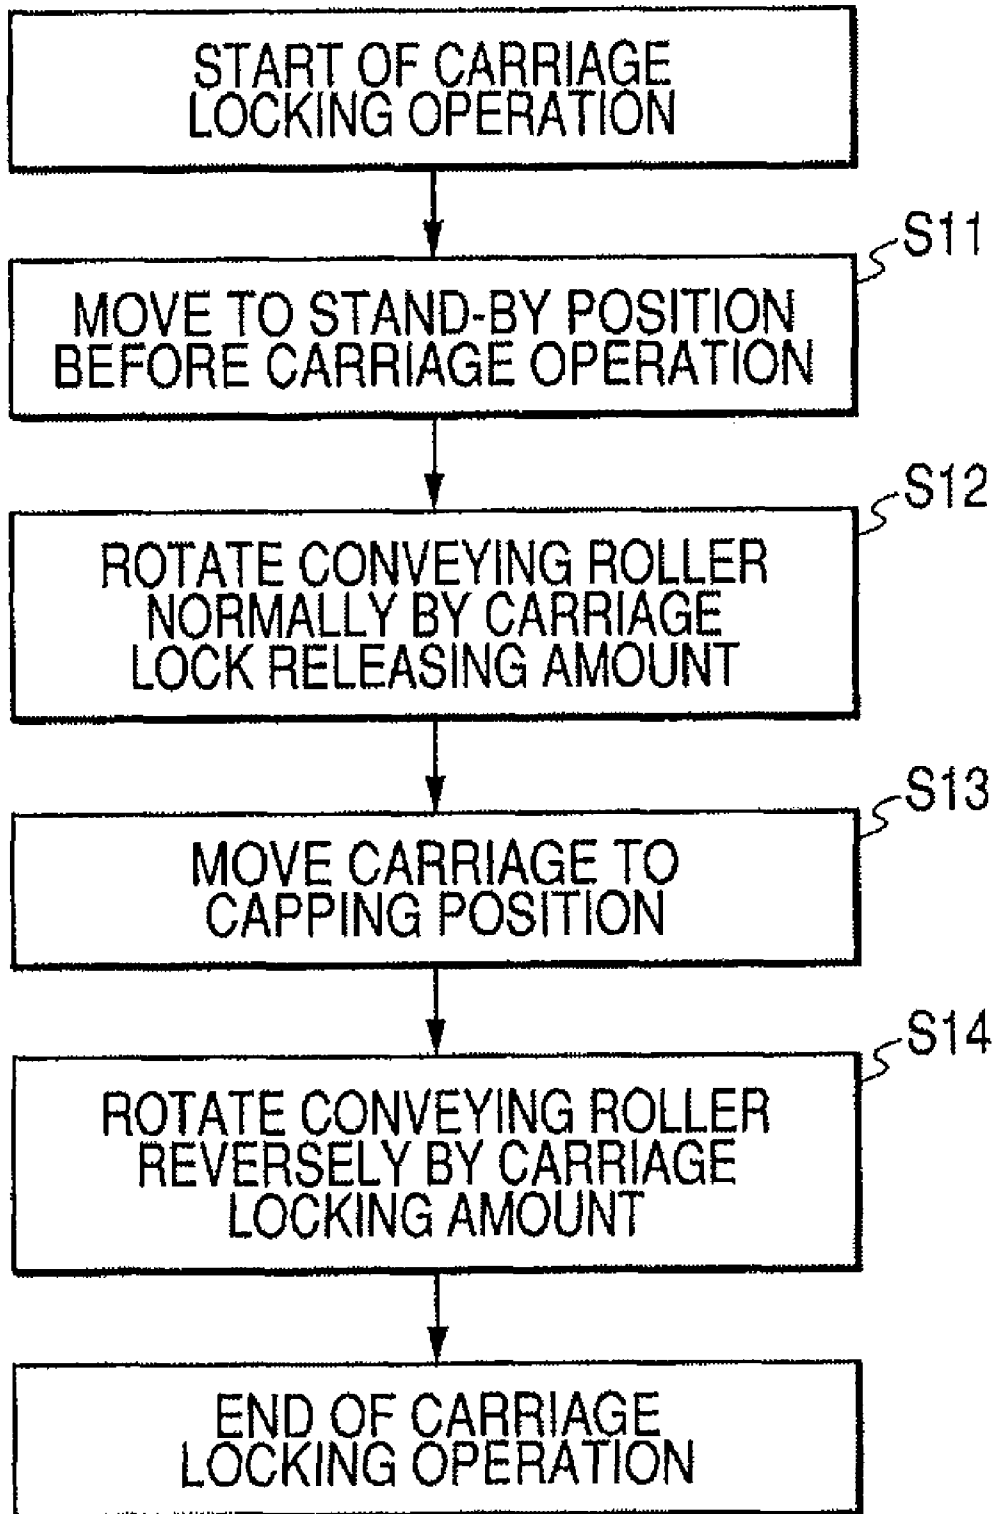 START OF CARRIAGE
LOCKING OPERATION
S11
MOVE TO STAND-BY POSITION
BEFORE CARRIAGE OPERATION
S12
ROTATE CONVEYING ROLLER
NORMALLY BY CARRIAGE
LOCK RELEASING AMOUNT
S13
MOVE CARRIAGE TO
CAPPING POSITION
S14
ROTATE CONVEYING ROLLER
REVERSELY BY CARRIAGE
LOCKING AMOUNT
END OF CARRIAGE
LOCKING OPERATION